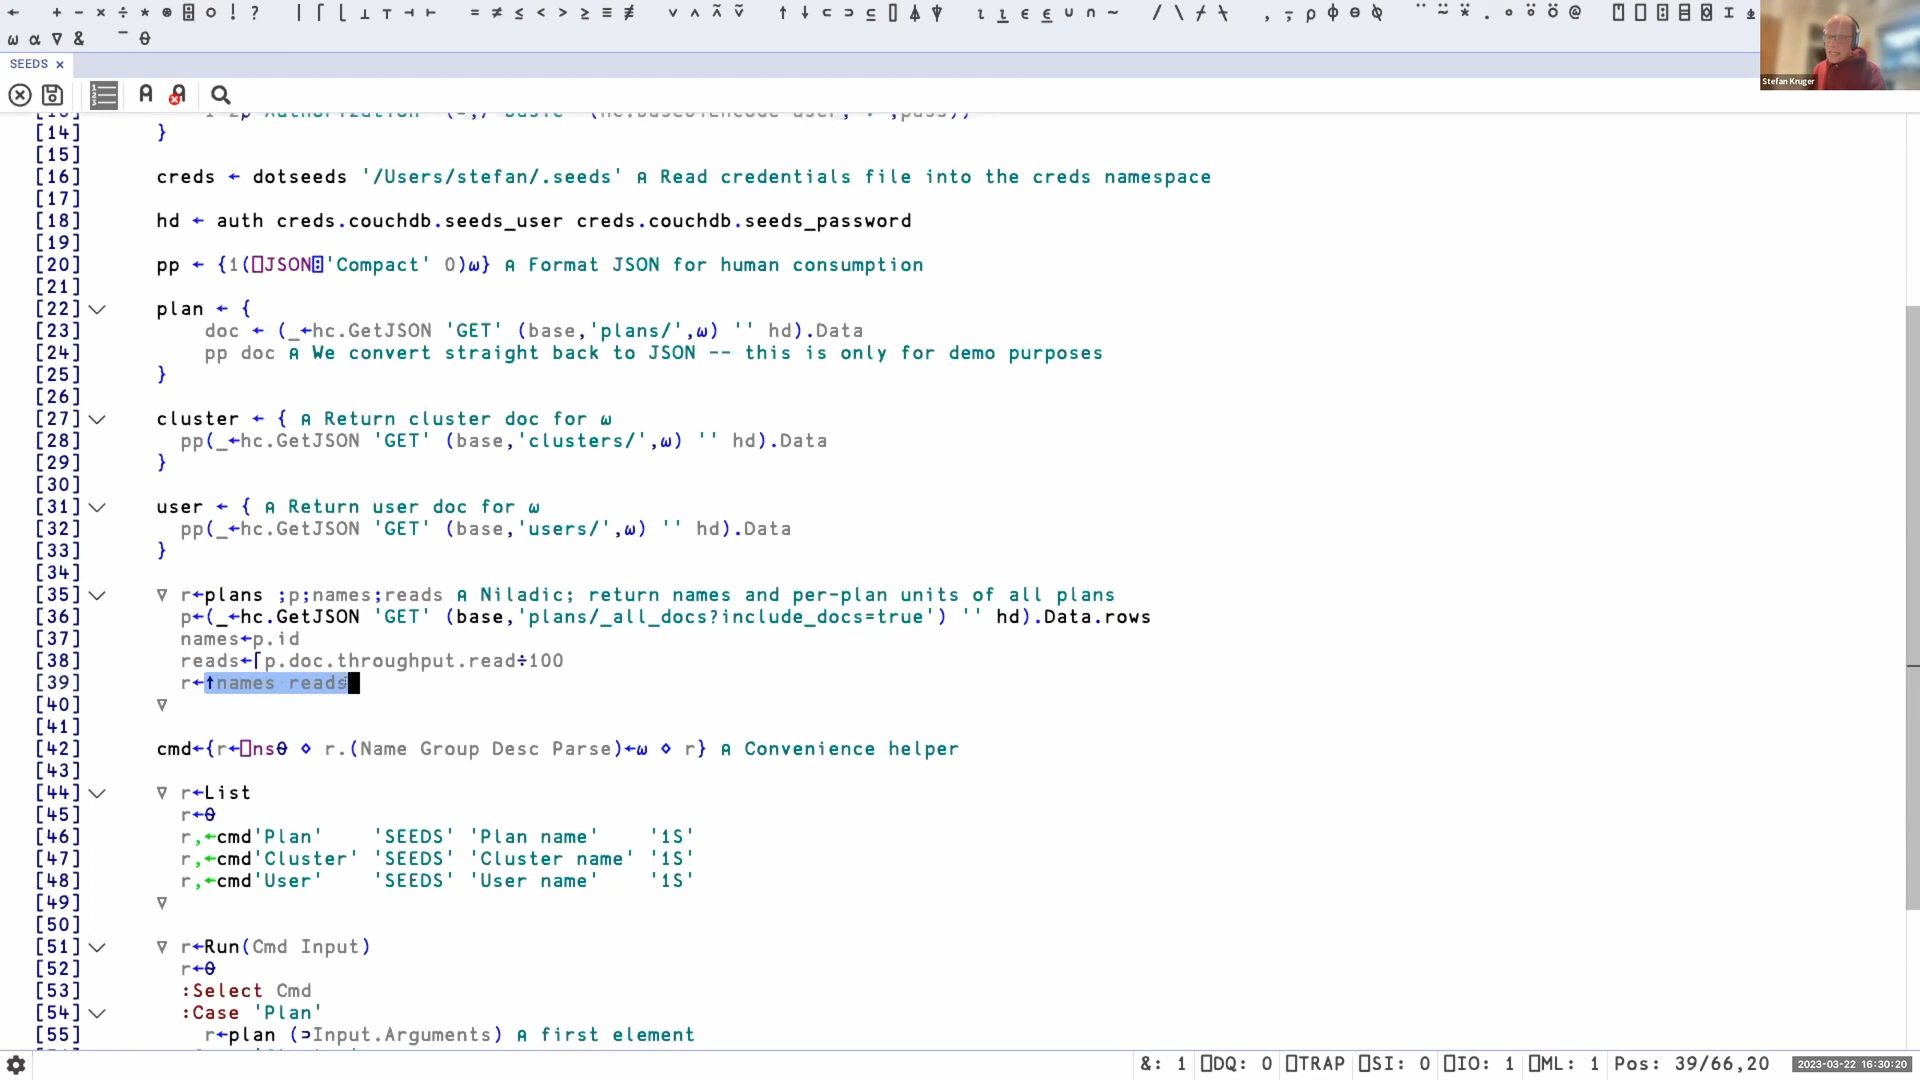 ← + - × ÷ * ⍟ ⌹ ○ ! ? | ⌈ ⌊ ⊥ ⊤ ⊣ ⊢ = ≠ ≤ < > ≥ ≡ ≢ ∨ ∧ ⍲ ⍱ ↑ ↓ ⊂ ⊃ ⊆ ⌷ ⍋ ⍒ ⍳ ⍸ ∊ ⍷ ∪ ∩ ~ / \ ⌿ ⍀ , ⍪ ⍴ ⌽ ⊖ ⍉ ¨ ⍨ ⍣ . ∘ ⍤ ⍥ @ ⍞ ⎕ ⍠ ⌸ ⌺ ⌶ ⍎
⍵ ⍺ ∇ & ¯ ⍬
Stefan Kruger
SEEDS ×
[14] }
[15]
[16] creds ← dotseeds '/Users/stefan/.seeds' ⍝ Read credentials file into the creds namespace
[17]
[18] hd ← auth creds.couchdb.seeds_user creds.couchdb.seeds_password
[19]
[20] pp ← {1(⎕JSON⍠'Compact' 0)⍵} ⍝ Format JSON for human consumption
[21]
[22] plan ← {
[23] doc ← (_←hc.GetJSON 'GET' (base,'plans/',⍵) '' hd).Data
[24] pp doc ⍝ We convert straight back to JSON -- this is only for demo purposes
[25] }
[26]
[27] cluster ← { ⍝ Return cluster doc for ⍵
[28] pp(_←hc.GetJSON 'GET' (base,'clusters/',⍵) '' hd).Data
[29] }
[30]
[31] user ← { ⍝ Return user doc for ⍵
[32] pp(_←hc.GetJSON 'GET' (base,'users/',⍵) '' hd).Data
[33] }
[34]
[35] ∇ r←plans ;p;names;reads ⍝ Niladic; return names and per-plan units of all plans
[36] p←(_←hc.GetJSON 'GET' (base,'plans/_all_docs?include_docs=true') '' hd).Data.rows
[37] names←p.id
[38] reads←⌈p.doc.throughput.read÷100
[39] r←↑names reads
[40] ∇
[41]
[42] cmd←{r←⎕ns⍬ ⋄ r.(Name Group Desc Parse)←⍵ ⋄ r} ⍝ Convenience helper
[43]
[44] ∇ r←List
[45] r←⍬
[46] r,←cmd'Plan' 'SEEDS' 'Plan name' '1S'
[47] r,←cmd'Cluster' 'SEEDS' 'Cluster name' '1S'
[48] r,←cmd'User' 'SEEDS' 'User name' '1S'
[49] ∇
[50]
[51] ∇ r←Run(Cmd Input)
[52] r←⍬
[53] :Select Cmd
[54] :Case 'Plan'
[55] r←plan (⊃Input.Arguments) ⍝ first element
&: 1 ⎕DQ: 0 ⎕TRAP ⎕SI: 0 ⎕IO: 1 ⎕ML: 1 Pos: 39/66,20 2023-03-22 16:30:20